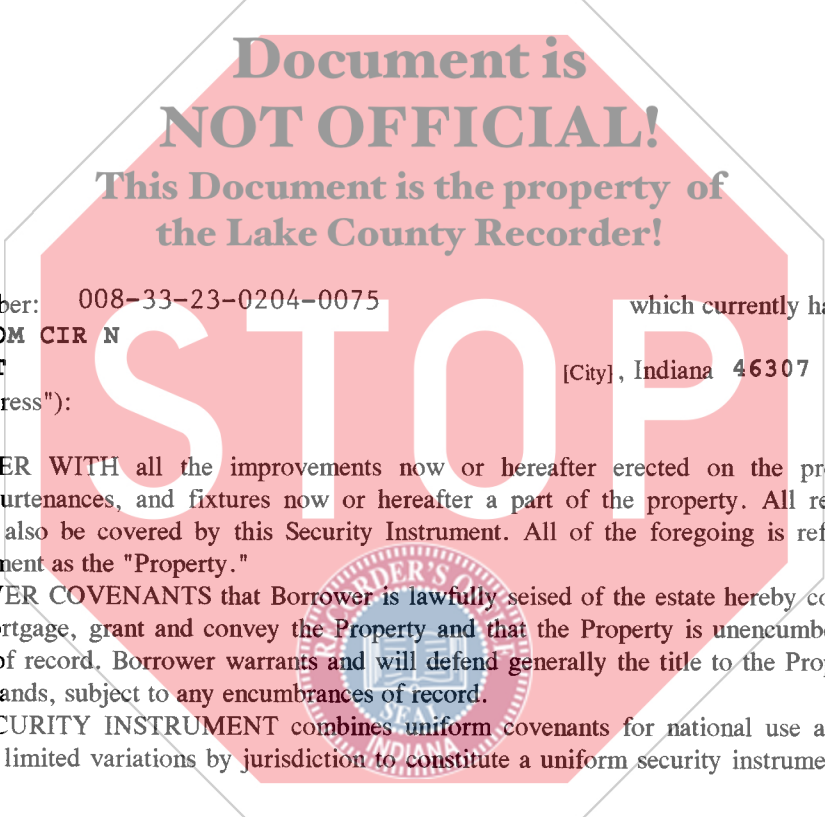 Document is
NOT OFFICIAL!
This Document is the property of
the Lake County Recorder!
ber: 008-33-23-0204-0075 which currently ha
OM CIR N
T [City], Indiana 46307
ress"):
STOP
ER WITH all the improvements now or hereafter erected on the pr
urtenances, and fixtures now or hereafter a part of the property. All re
also be covered by this Security Instrument. All of the foregoing is ref
ment as the "Property."
VER COVENANTS that Borrower is lawfully seised of the estate hereby co
rtgage, grant and convey the Property and that the Property is unencumb
of record. Borrower warrants and will defend generally the title to the Prop
ands, subject to any encumbrances of record.
CURITY INSTRUMENT combines uniform covenants for national use a
limited variations by jurisdiction to constitute a uniform security instrume
RECORDER'S OFFICE
SEAL
INDIANA